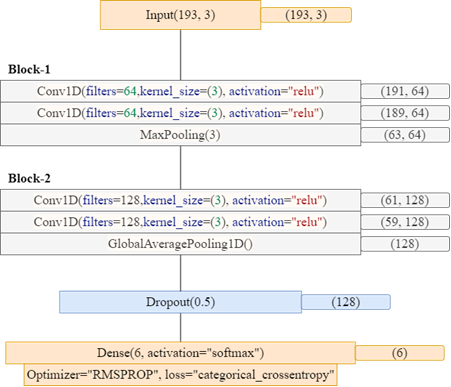 Input(193, 3) (193, 3)
Block-1
Conv1D(filters=64,kernel_size=(3), activation="relu") (191, 64)
Conv1D(filters=64,kernel_size=(3), activation="relu") (189, 64)
MaxPooling(3) (63, 64)
Block-2
Conv1D(filters=128,kernel_size=(3), activation="relu") (61, 128)
Conv1D(filters=128,kernel_size=(3), activation="relu") (59, 128)
GlobalAveragePooling1D() (128)
Dropout(0.5) (128)
Dense(6, activation="softmax") (6)
Optimizer="RMSPROP", loss="categorical_crossentropy"